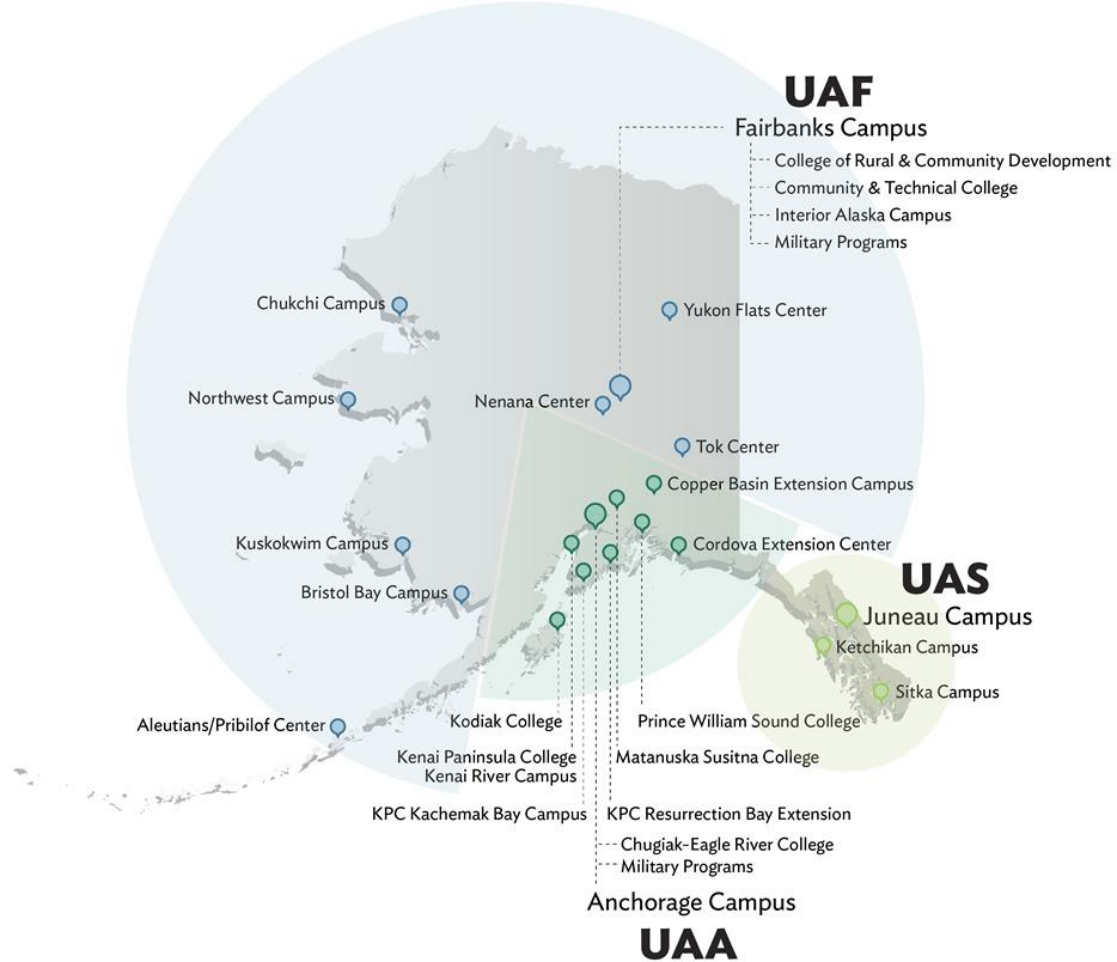 UAF
Fairbanks Campus
College of Rural & Community Development
Community & Technical College
Interior Alaska Campus
Military Programs
Chukchi Campus
Yukon Flats Center
Northwest Campus
Nenana Center
Tok Center
Copper Basin Extension Campus
Kuskokwim Campus
Cordova Extension Center
Bristol Bay Campus
UAS
Juneau Campus
Ketchikan Campus
Sitka Campus
Aleutians/Pribilof Center
Kodiak College
Prince William Sound College
Kenai Paninsula College
Kenai River Campus
Matanuska Susitna College
KPC Kachemak Bay Campus
KPC Resurrection Bay Extension
Chugiak-Eagle River College
Military Programs
Anchorage Campus
UAA